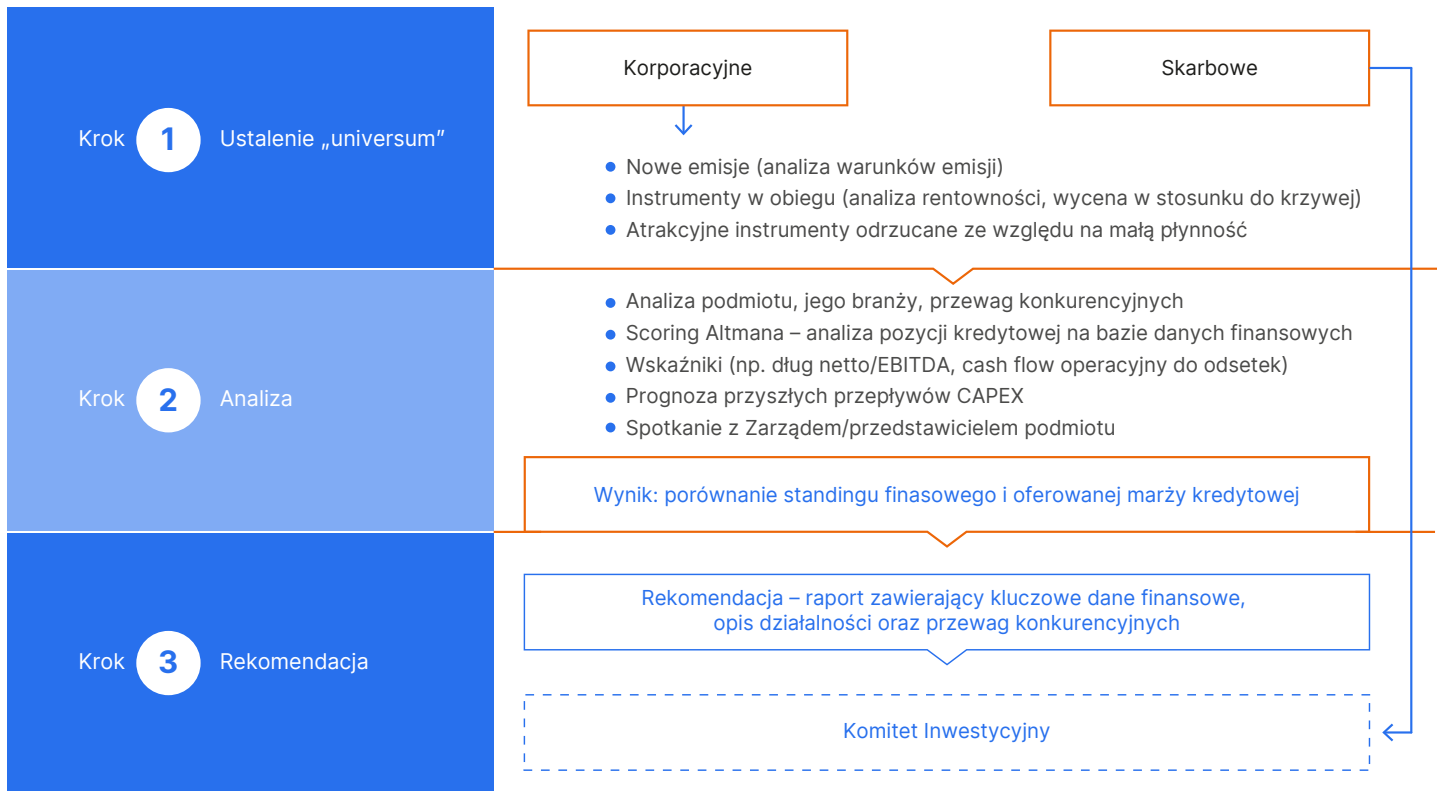 Krok 1 Ustalenie „universum”
Korporacyjne
Skarbowe
Nowe emisje (analiza warunków emisji)
Instrumenty w obiegu (analiza rentowności, wycena w stosunku do krzywej)
Atrakcyjne instrumenty odrzucane ze względu na małą płynność
Krok 2 Analiza
Analiza podmiotu, jego branży, przewag konkurencyjnych
Scoring Altmana – analiza pozycji kredytowej na bazie danych finansowych
Wskaźniki (np. dług netto/EBITDA, cash flow operacyjny do odsetek)
Prognoza przyszłych przepływów CAPEX
Spotkanie z Zarządem/przedstawicielem podmiotu
Wynik: porównanie standingu finasowego i oferowanej marży kredytowej
Krok 3 Rekomendacja
Rekomendacja – raport zawierający kluczowe dane finansowe,
opis działalności oraz przewag konkurencyjnych
Komitet Inwestycyjny